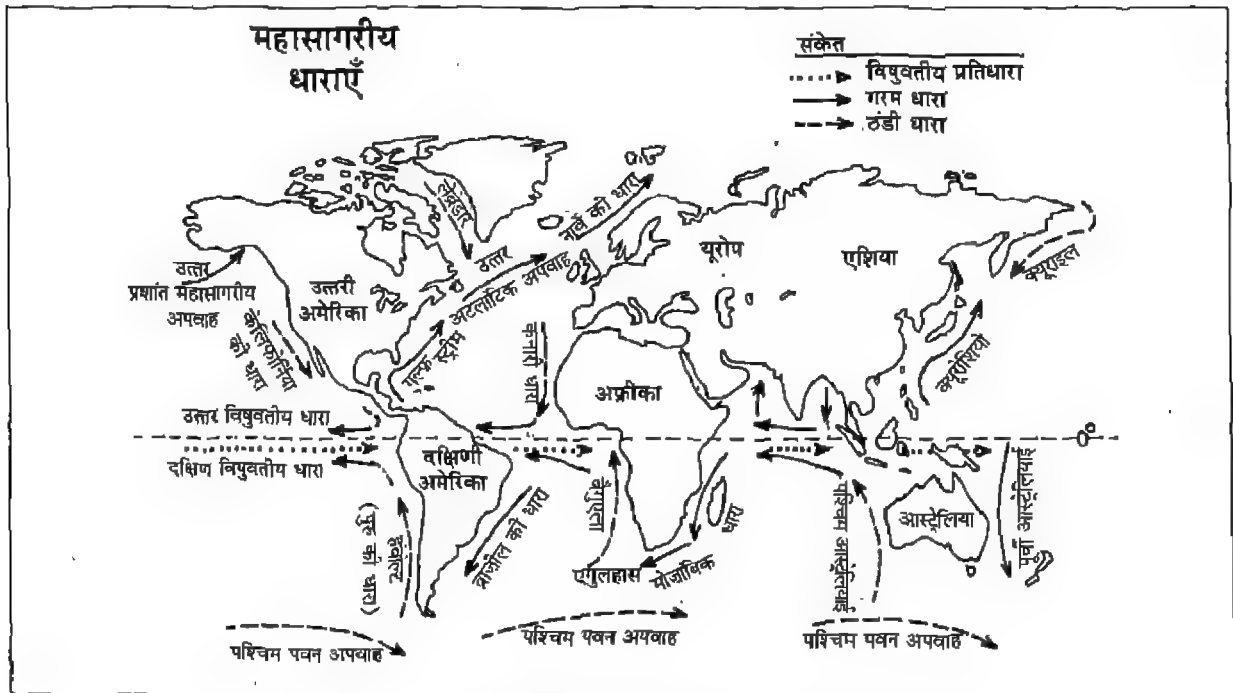 महासागरीय
धाराएँ
संकेत
विषुवतीय प्रतिधारा
गरम धारा
ठंडी धारा
लेब्रेडोर
नार्वे की धारा
उत्तर
अटलांटिक अपवाह
यूरोप
एशिया
क्यूराइल
उत्तर
प्रशांत महासागरीय
अपवाह
उत्तरी
अमेरिका
कैलिफोर्निया
की धारा
गल्फ स्ट्रीम
कनारी धारा
अफ्रीका
क्यूरोशिवो
उत्तर विषुवतीय धारा
0°
दक्षिण विषुवतीय धारा
दक्षिणी
अमेरिका
हंबोल्ट
(पुरु की धारा)
ब्राज़ील की धारा
बेंगुएला
एगुलहास
मोजांबिक
धारा
पश्चिम आस्ट्रेलियाई
आस्ट्रेलिया
पूर्वी आस्ट्रेलियाई
पश्चिम पवन अपवाह
पश्चिम पवन अपवाह
पश्चिम पवन अपवाह